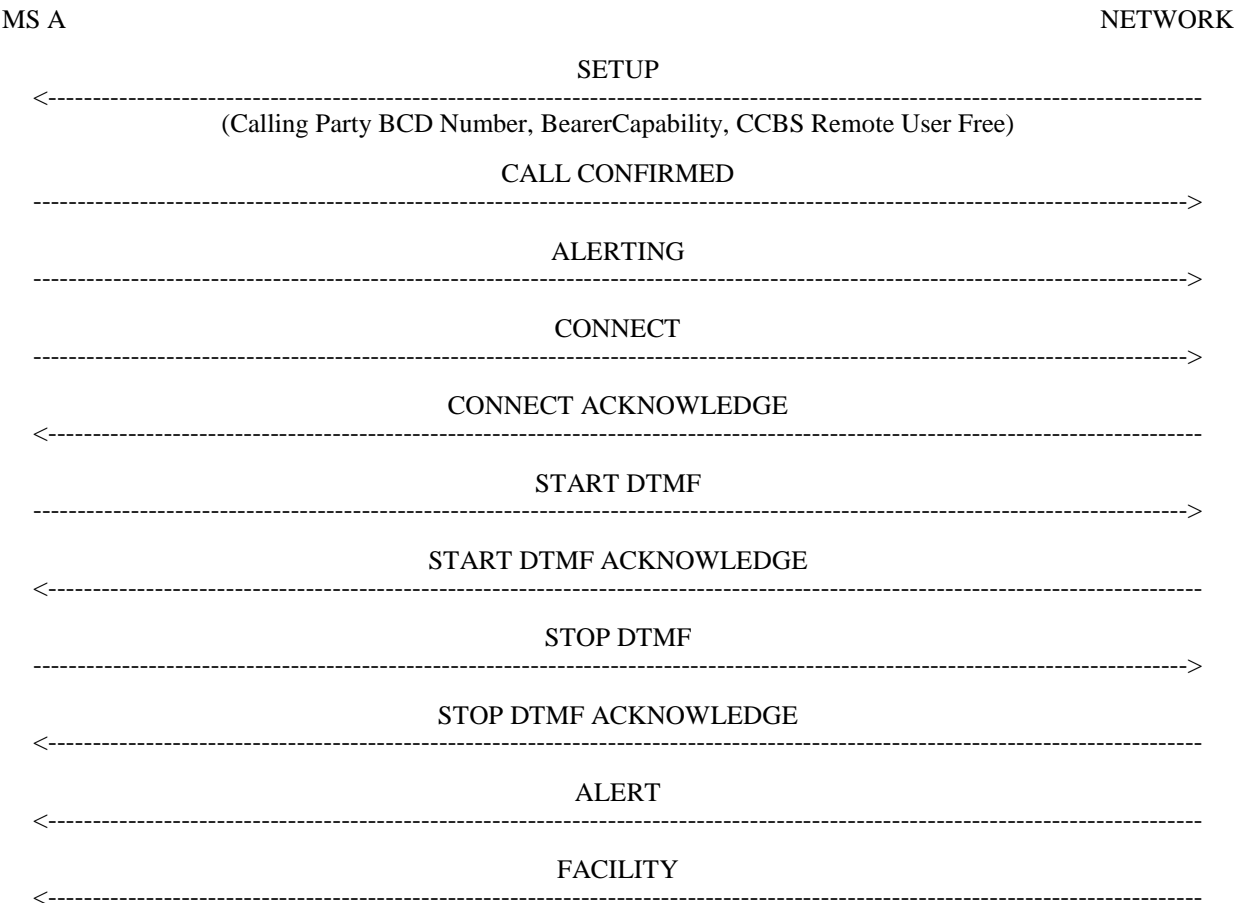 MS A NETWORK
SETUP
<--------------------------------------------------------------------------------------------------------------------------------
(Calling Party BCD Number, BearerCapability, CCBS Remote User Free)
CALL CONFIRMED
-------------------------------------------------------------------------------------------------------------------------------->
ALERTING
-------------------------------------------------------------------------------------------------------------------------------->
CONNECT
-------------------------------------------------------------------------------------------------------------------------------->
CONNECT ACKNOWLEDGE
<--------------------------------------------------------------------------------------------------------------------------------
START DTMF
-------------------------------------------------------------------------------------------------------------------------------->
START DTMF ACKNOWLEDGE
<--------------------------------------------------------------------------------------------------------------------------------
STOP DTMF
-------------------------------------------------------------------------------------------------------------------------------->
STOP DTMF ACKNOWLEDGE
<--------------------------------------------------------------------------------------------------------------------------------
ALERT
<--------------------------------------------------------------------------------------------------------------------------------
FACILITY
<--------------------------------------------------------------------------------------------------------------------------------